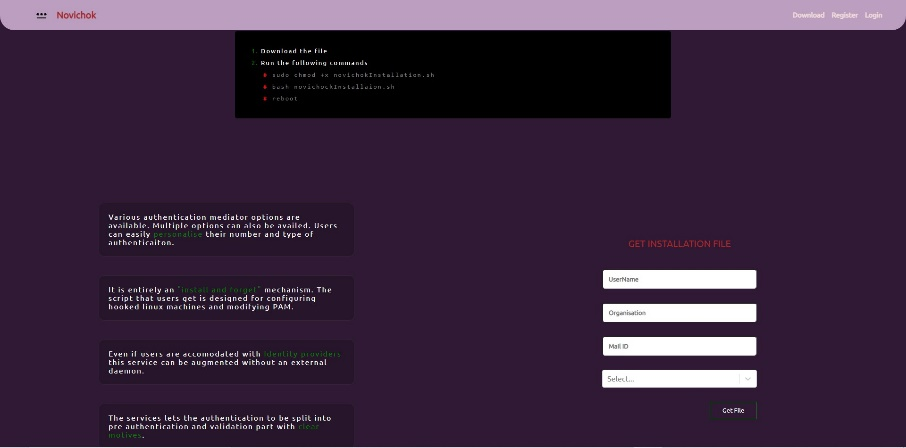 Novichok
Download Register Login
1. Download the file
2. Run the following commands
# sudo chmod +x novichokInstallation.sh
# bash novichockInstallaion.sh
# reboot
Various authentication mediator options are
available. Multiple options can also be availed. Users
can easily personalise their number and type of
authenticaiton.
GET INSTALLATION FILE
UserName
It is entirely an "install and forget" mechanism. The
script that users get is designed for configuring
hooked linux machines and modifying PAM.
Organisation
Mail ID
Even if users are accomodated with identity providers
this service can be augmented without an external
daemon.
Select...
Get File
The services lets the authentication to be split into
pre authentication and validation part with clear
motives.